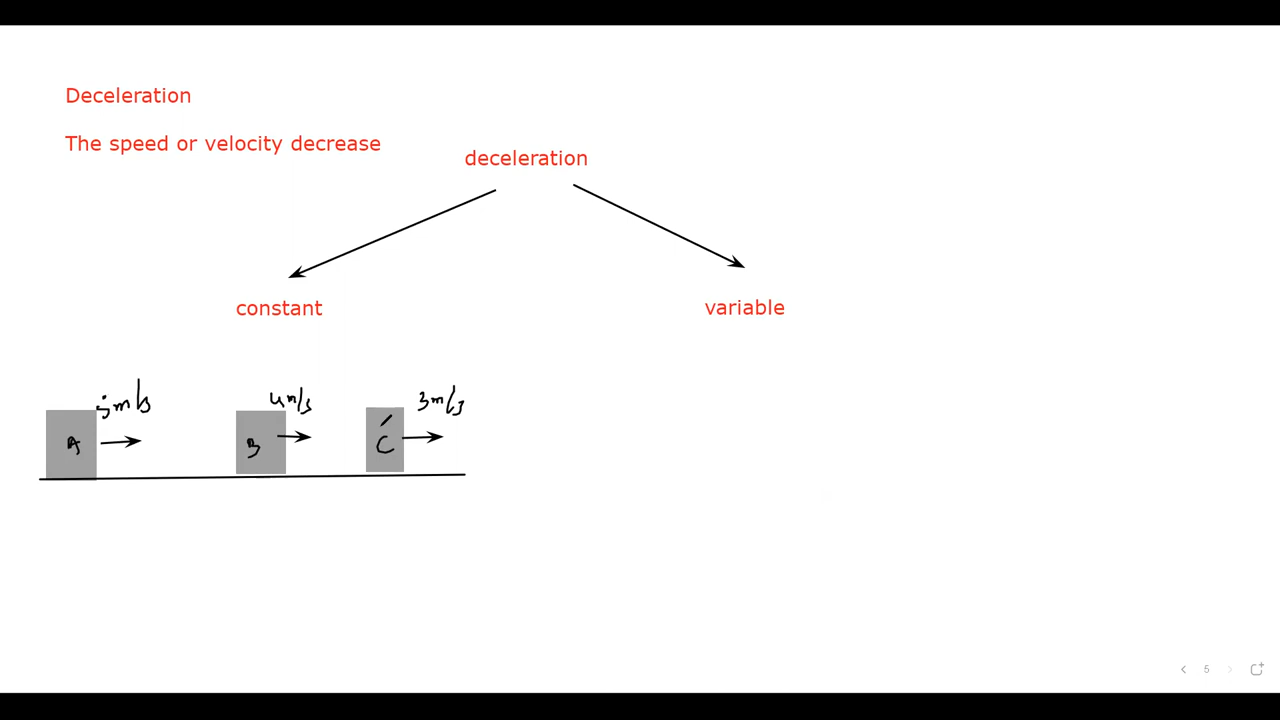 Deceleration
The speed or velocity decrease
deceleration
constant
variable
5m/s
4m/s
3m/s
A
B
C
5